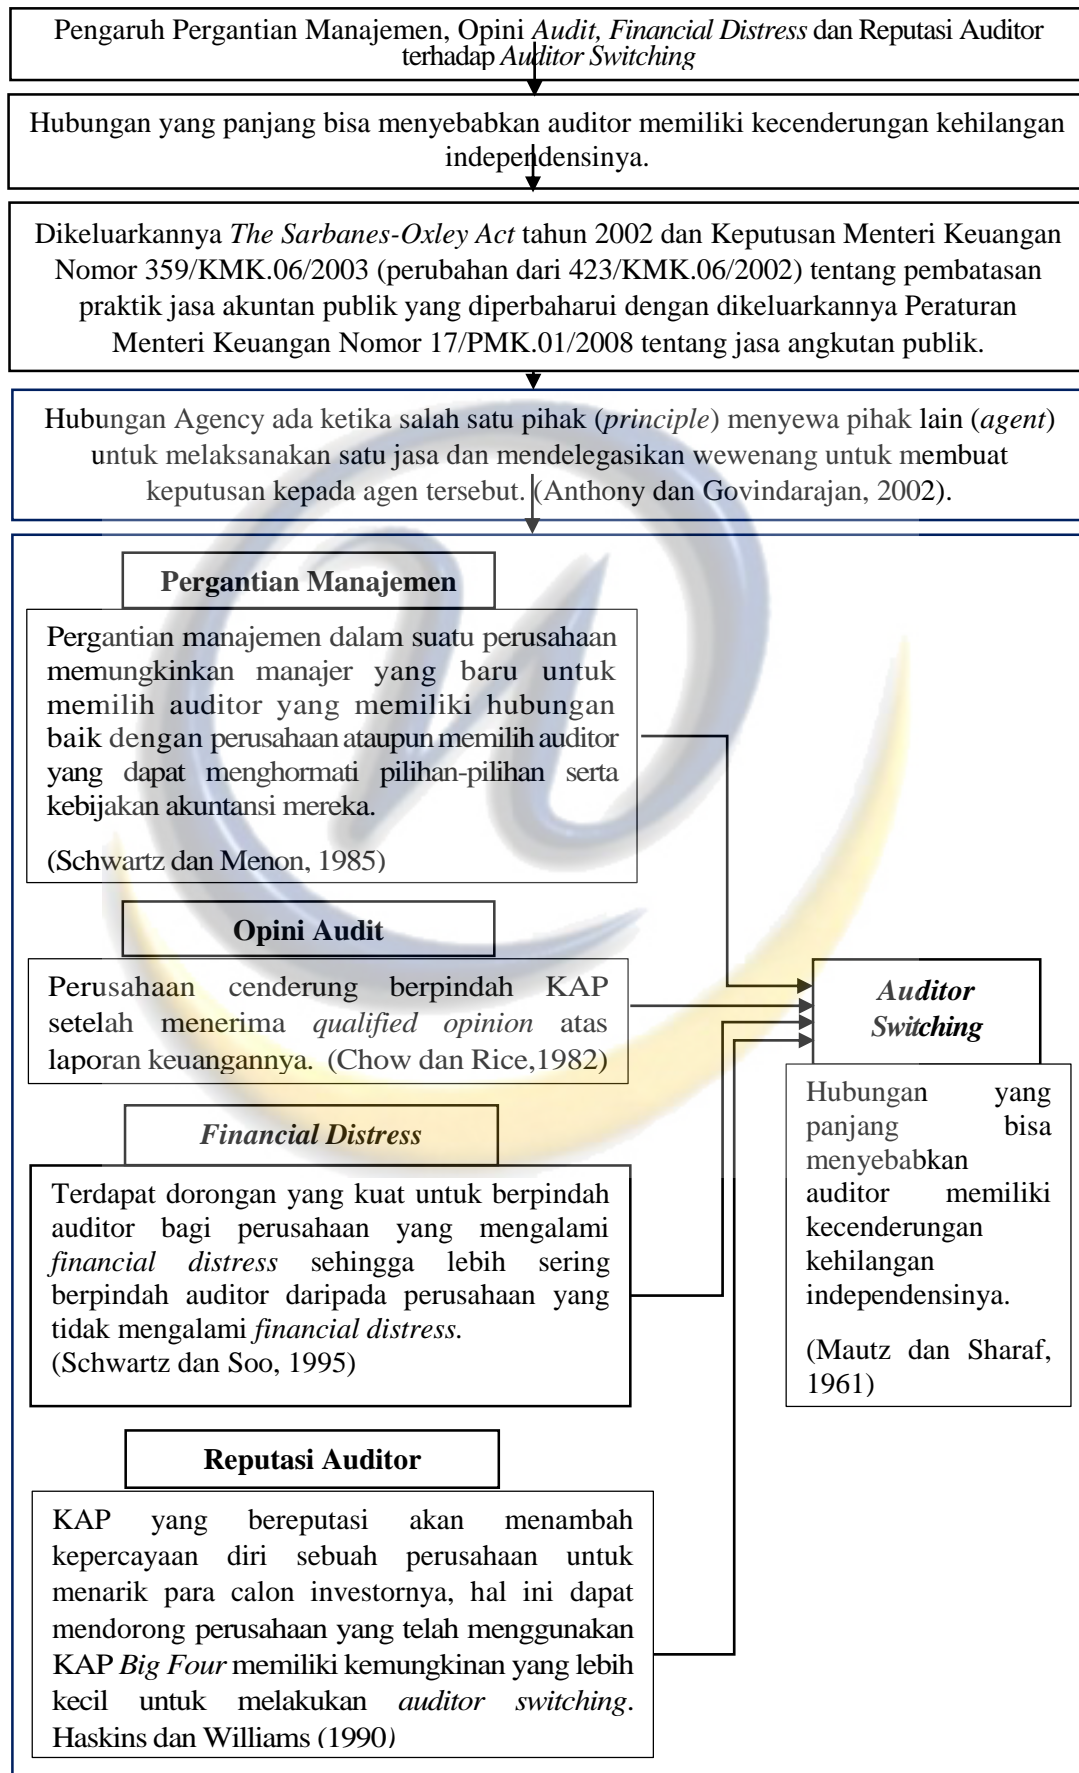 Pengaruh Pergantian Manajemen, Opini Audit, Financial Distress dan Reputasi Auditor
terhadap Auditor Switching
Hubungan yang panjang bisa menyebabkan auditor memiliki kecenderungan kehilangan
independensinya.
Dikeluarkannya The Sarbanes-Oxley Act tahun 2002 dan Keputusan Menteri Keuangan
Nomor 359/KMK.06/2003 (perubahan dari 423/KMK.06/2002) tentang pembatasan
praktik jasa akuntan publik yang diperbaharui dengan dikeluarkannya Peraturan
Menteri Keuangan Nomor 17/PMK.01/2008 tentang jasa angkutan publik.
Hubungan Agency ada ketika salah satu pihak (principle) menyewa pihak lain (agent)
untuk melaksanakan satu jasa dan mendelegasikan wewenang untuk membuat
keputusan kepada agen tersebut. (Anthony dan Govindarajan, 2002).
Pergantian Manajemen
Pergantian manajemen dalam suatu perusahaan
memungkinkan manajer yang baru untuk
memilih auditor yang memiliki hubungan
baik dengan perusahaan ataupun memilih auditor
yang dapat menghormati pilihan-pilihan serta
kebijakan akuntansi mereka.
(Schwartz dan Menon, 1985)
Opini Audit
Perusahaan cenderung berpindah KAP
setelah menerima qualified opinion atas
laporan keuangannya. (Chow dan Rice,1982)
Financial Distress
Terdapat dorongan yang kuat untuk berpindah
auditor bagi perusahaan yang mengalami
financial distress sehingga lebih sering
berpindah auditor daripada perusahaan yang
tidak mengalami financial distress.
(Schwartz dan Soo, 1995)
Reputasi Auditor
KAP yang bereputasi akan menambah
kepercayaan diri sebuah perusahaan untuk
menarik para calon investornya, hal ini dapat
mendorong perusahaan yang telah menggunakan
KAP Big Four memiliki kemungkinan yang lebih
kecil untuk melakukan auditor switching.
Haskins dan Williams (1990)
Auditor
Switching
Hubungan yang
panjang bisa
menyebabkan
auditor memiliki
kecenderungan
kehilangan
independensinya.
(Mautz dan Sharaf,
1961)